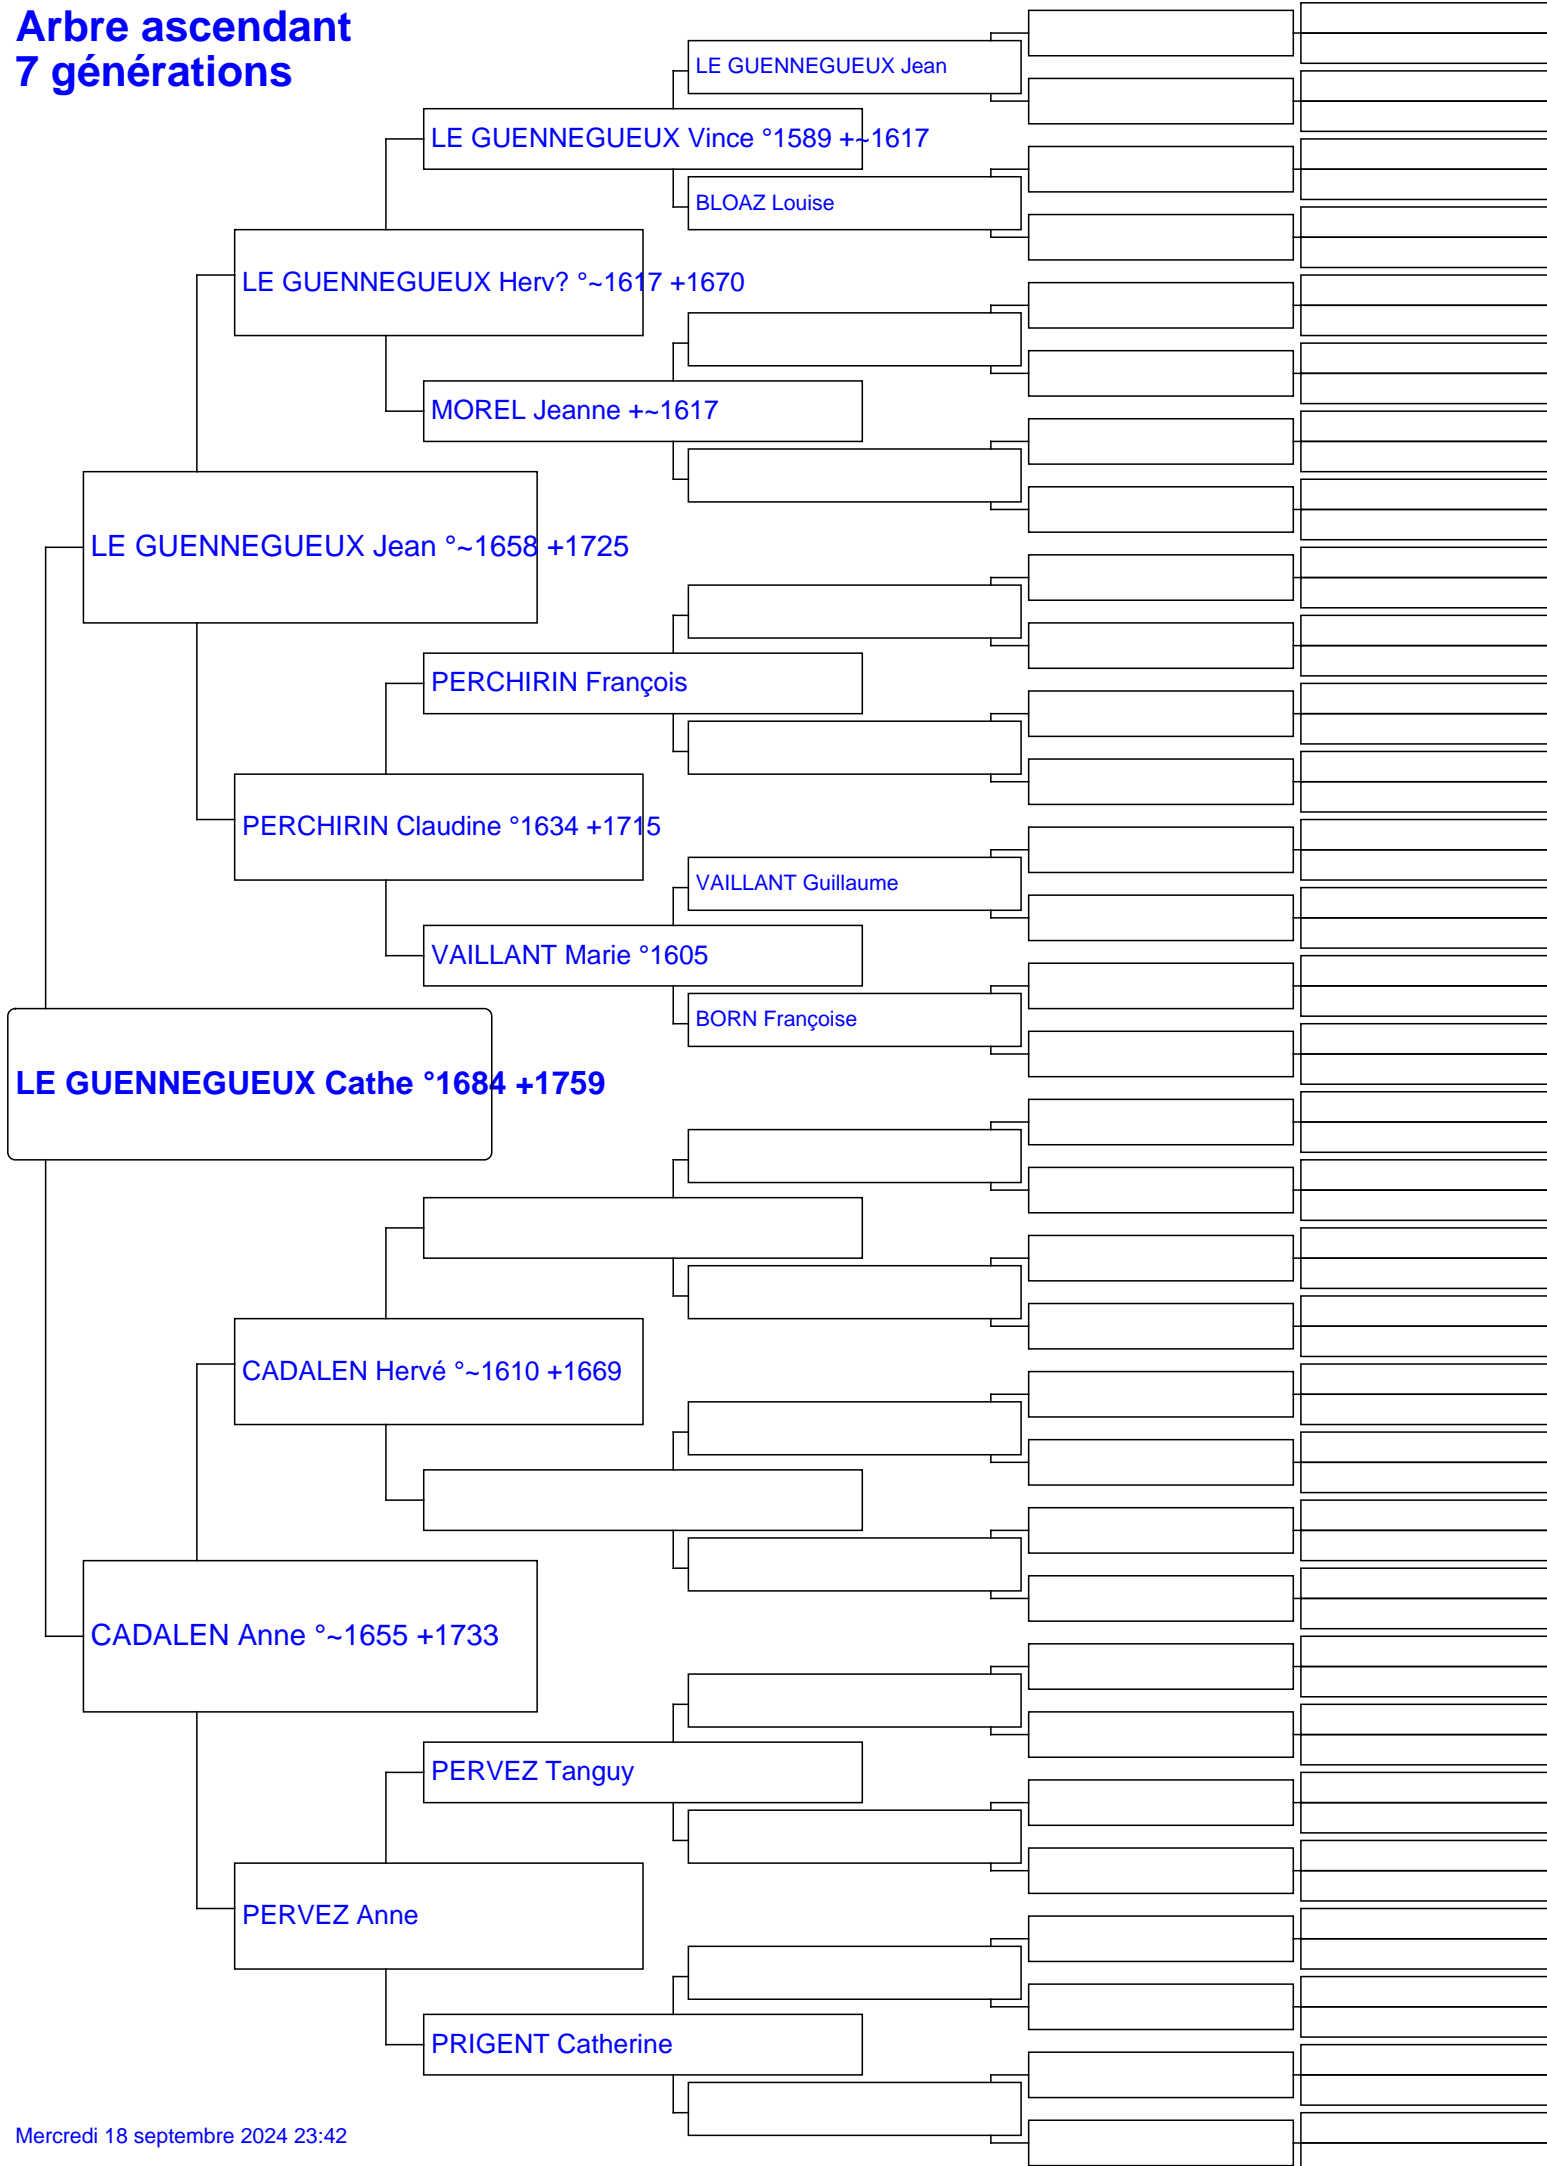 Arbre ascendant
7 générations
LE GUENNEGUEUX Jean
LE GUENNEGUEUX Vince °1589 +~1617
BLOAZ Louise
LE GUENNEGUEUX Herv? °~1617 +1670
MOREL Jeanne +~1617
LE GUENNEGUEUX Jean °~1658 +1725
PERCHIRIN François
PERCHIRIN Claudine °1634 +1715
VAILLANT Guillaume
VAILLANT Marie °1605
BORN Françoise
LE GUENNEGUEUX Cathe °1684 +1759
CADALEN Hervé °~1610 +1669
CADALEN Anne °~1655 +1733
PERVEZ Tanguy
PERVEZ Anne
PRIGENT Catherine
Mercredi 18 septembre 2024 23:42